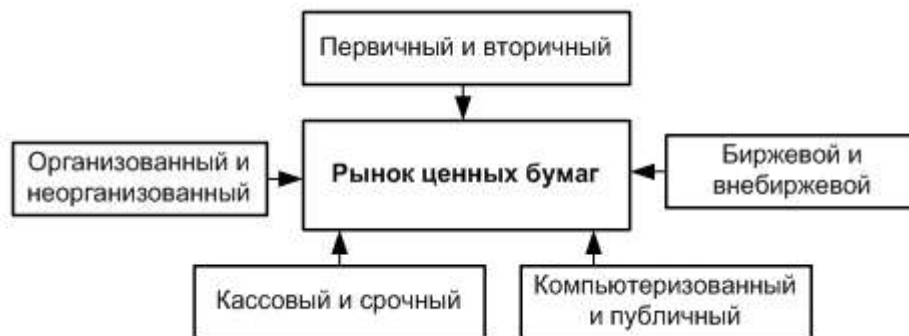 Первичный и вторичный
Организованный и
неорганизованный
Рынок ценных бумаг
Биржевой и
внебиржевой
Кассовый и срочный
Компьютеризованный
и публичный